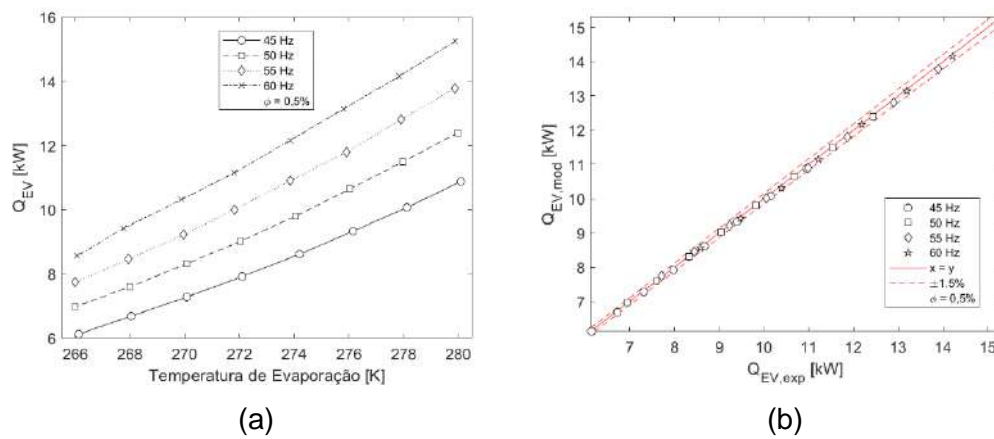 16
14
12
10
8
6
Q_EV [kW]
45 Hz
50 Hz
55 Hz
60 Hz
ϕ = 0.5%
266 268 270 272 274 276 278 280
Temperatura de Evaporação [K]
(a)
15
14
13
12
11
10
9
8
7
Q_EV,mod [kW]
45 Hz
50 Hz
55 Hz
60 Hz
x = y
±1.5%
ϕ = 0,5%
7 8 9 10 11 12 13 14 15
Q_EV,exp [kW]
(b)